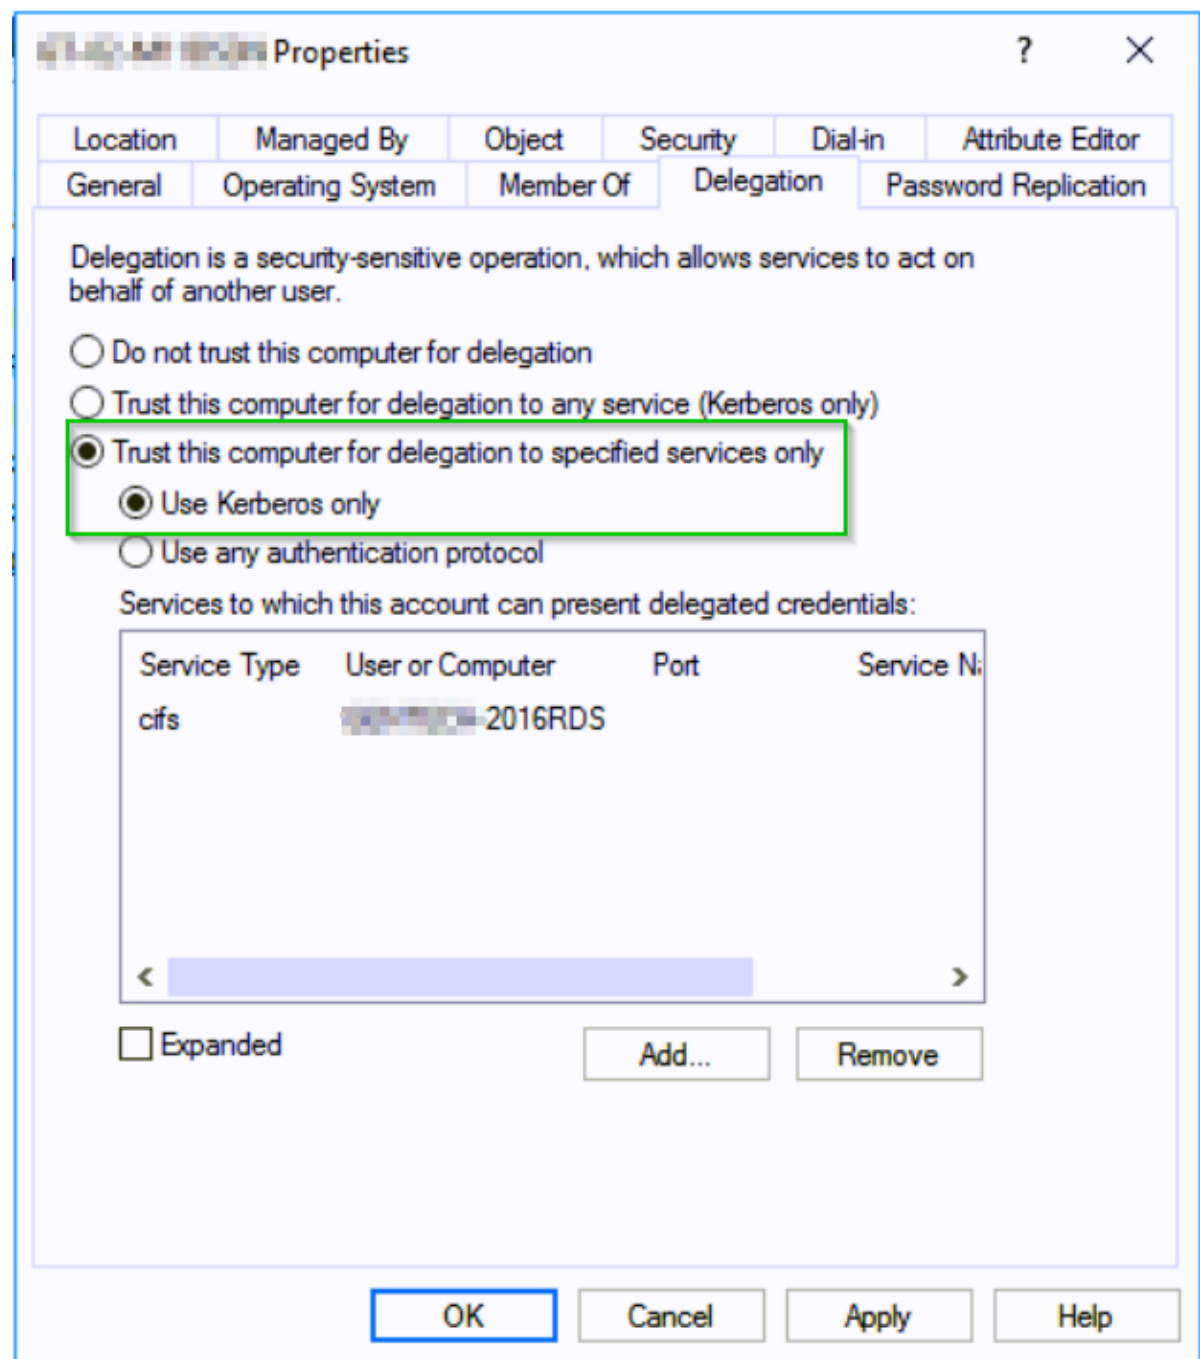 Properties ?
Location Managed By Object Security Dial-in Attribute Editor
General Operating System Member Of Delegation Password Replication
Delegation is a security-sensitive operation, which allows services to act on
behalf of another user.
Do not trust this computer for delegation
Trust this computer for delegation to any service (Kerberos only)
Trust this computer for delegation to specified services only
Use Kerberos only
Use any authentication protocol
Services to which this account can present delegated credentials:
Service Type User or Computer Port Service Na
cifs -2016RDS
Expanded Add... Remove
OK Cancel Apply Help